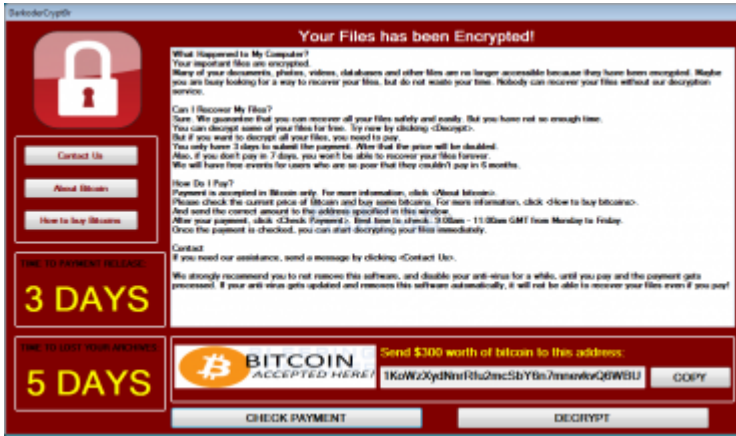 DarkoderCrypt0r
Your Files has been Encrypted!
What Happened to My Computer?
Your important files are encrypted.
Many of your documents, photos, videos, databases and other files are no longer accessible because they have been encrypted. Maybe
you are busy looking for a way to recover your files, but do not waste your time. Nobody can recover your files without our decryption
service.
Can I Recover My Files?
Sure. We guarantee that you can recover all your files safely and easily. But you have not so enough time.
You can decrypt some of your files for free. Try now by clicking <Decrypt>.
But if you want to decrypt all your files, you need to pay.
You only have 3 days to submit the payment. After that the price will be doubled.
Also, if you don't pay in 7 days, you won't be able to recover your files forever.
We will have free events for users who are so poor that they couldn't pay in 6 months.
How Do I Pay?
Payment is accepted in Bitcoin only. For more information, click <About bitcoin>.
Please check the current price of Bitcoin and buy some bitcoins. For more information, click <How to buy bitcoins>.
And send the correct amount to the address specified in this window.
After your payment, click <Check Payment>. Best time to check: 9:00am - 11:00am GMT from Monday to Friday.
Once the payment is checked, you can start decrypting your files immediately.
Contact
If you need our assistance, send a message by clicking <Contact Us>.
We strongly recommend you to not remove this software, and disable your anti-virus for a while, until you pay and the payment gets
processed. If your anti-virus gets updated and removes this software automatically, it will not be able to recover your files even if you pay!
Contact Us
About Bitcoin
How to buy Bitcoins
TIME TO PAYMENT RELEASE:
3 DAYS
TIME TO LOST YOUR ARCHIVES:
5 DAYS
BITCOIN
ACCEPTED HERE!
Send $300 worth of bitcoin to this address:
COPY
CHECK PAYMENT
DECRYPT